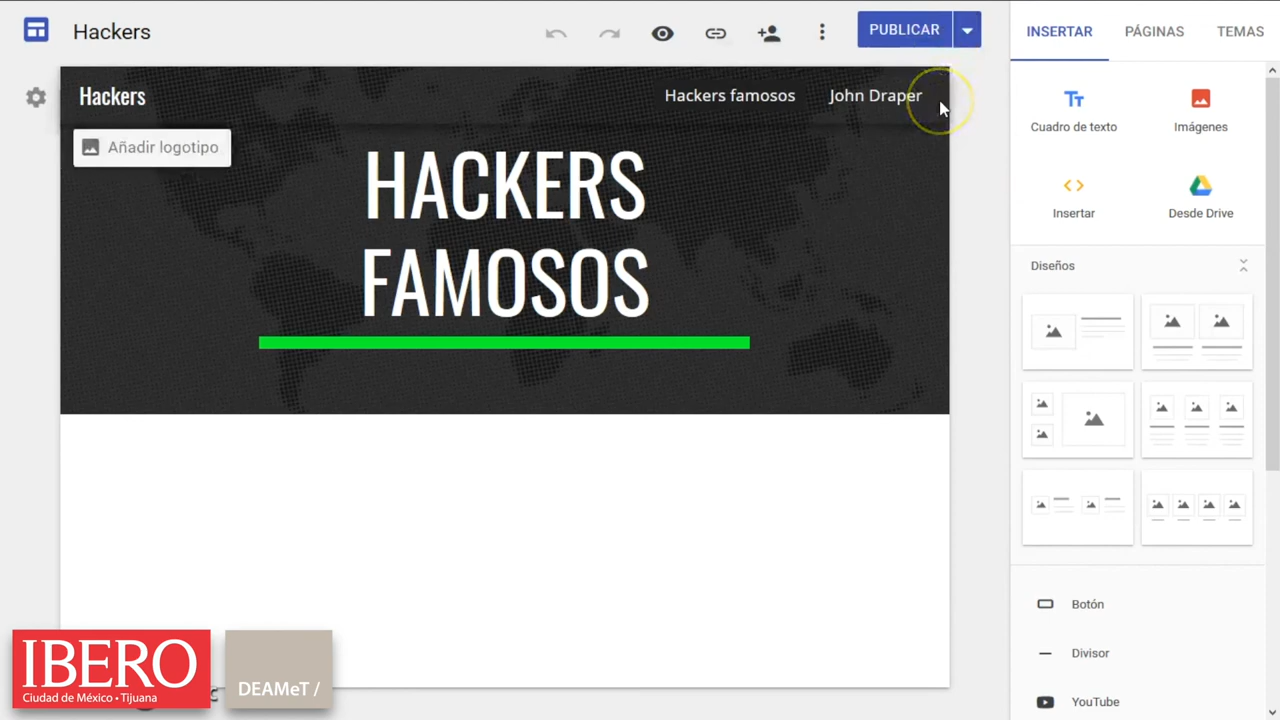 Hackers
PUBLICAR
INSERTAR
PÁGINAS
TEMAS
Hackers
Hackers famosos
John Draper
Añadir logotipo
HACKERS
FAMOSOS
Tt
Cuadro de texto
Imágenes
Insertar
Desde Drive
Diseños
Botón
Divisor
YouTube
IBERO
Ciudad de México • Tijuana
DEAMeT /